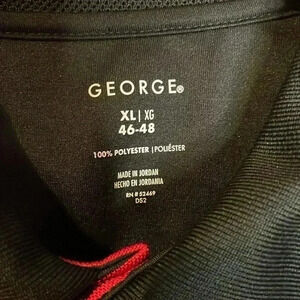 GEORGE®
XL | XG
46-48
100% POLYESTER | POLIÉSTER
MADE IN JORDAN
HECHO EN JORDANIA
RN# 52469
DS2